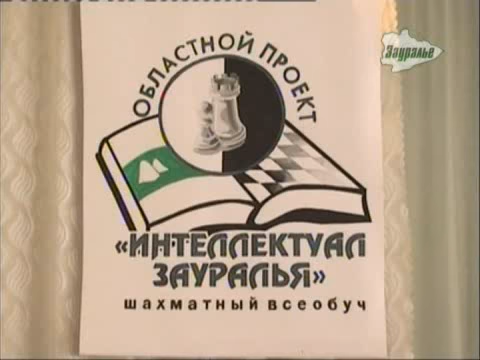 Зауралье
ОБЛАСТНОЙ ПРОЕКТ
«ИНТЕЛЛЕКТУАЛ
ЗАУРАЛЬЯ»
шахматный всеобуч